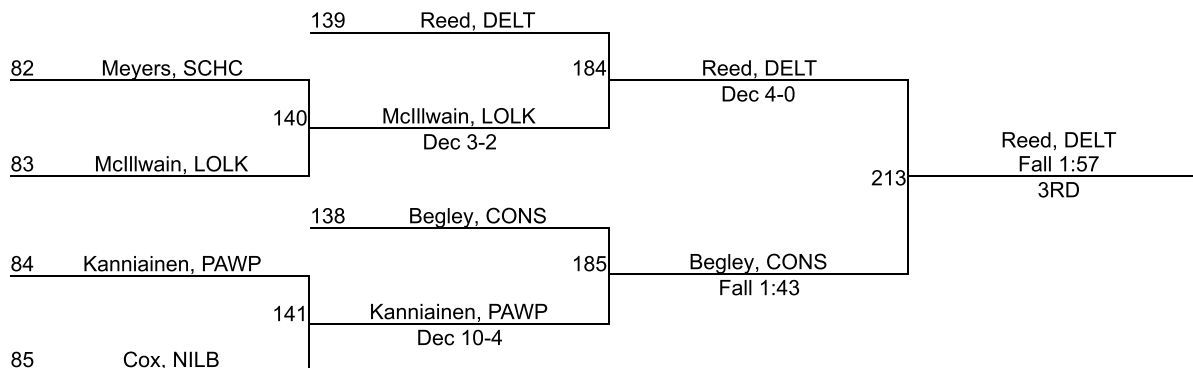 139 Reed, DELT
82 Meyers, SCHC
184 Reed, DELT
Dec 4-0
140 McIllwain, LOLK
Dec 3-2
83 McIllwain, LOLK
213 Reed, DELT
Fall 1:57
3RD
138 Begley, CONS
84 Kanniainen, PAWP
185 Begley, CONS
Fall 1:43
141 Kanniainen, PAWP
Dec 10-4
85 Cox, NILB